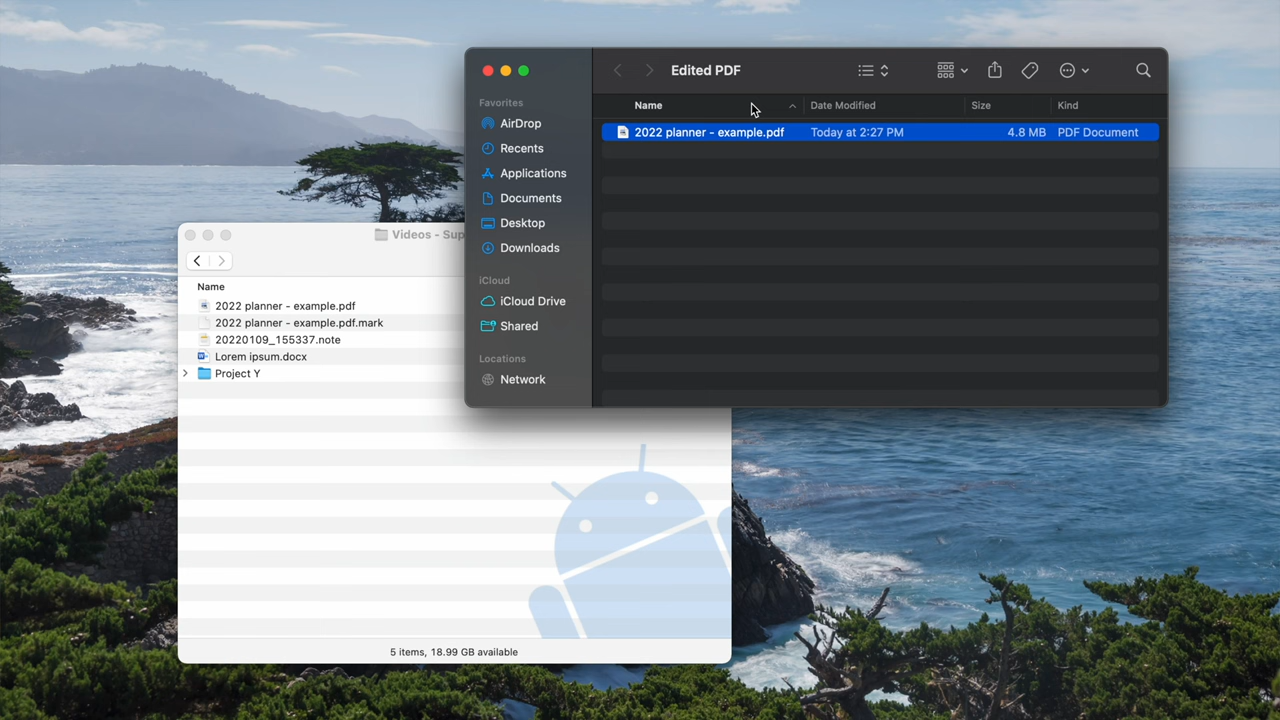 Edited PDF
Favorites
AirDrop
Recents
Applications
Documents
Desktop
Downloads
iCloud
iCloud Drive
Shared
Locations
Network
Name Date Modified Size Kind
2022 planner - example.pdf Today at 2:27 PM 4.8 MB PDF Document
Videos - Sup
Name
2022 planner - example.pdf
2022 planner - example.pdf.mark
20220109_155337.note
Lorem ipsum.docx
Project Y
5 items, 18.99 GB available